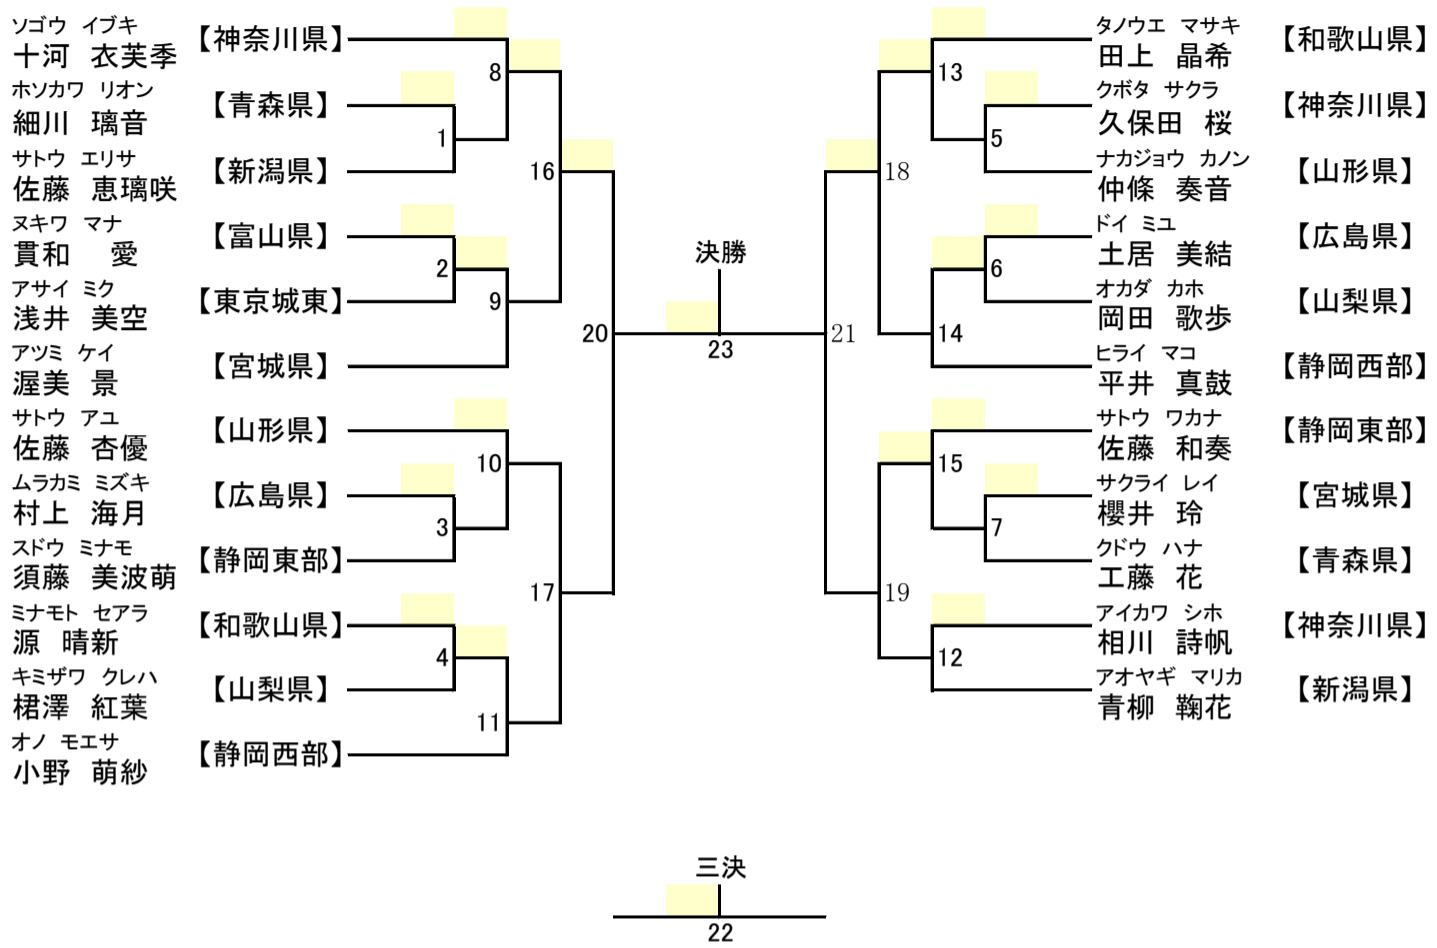 ソゴウ イブキ
十河 衣芙季 【神奈川県】
8
ホソカワ リオン
細川 璃音 【青森県】
1
サトウ エリサ
佐藤 恵璃咲 【新潟県】
16
ヌキワ マナ
貫和 愛 【富山県】
2
アサイ ミク
浅井 美空 【東京城東】
9
アツミ ケイ
渥美 景 【宮城県】
20
サトウ アユ
佐藤 杏優 【山形県】
10
ムラカミ ミズキ
村上 海月 【広島県】
3
スドウ ミナモ
須藤 美波萌 【静岡東部】
17
ミナモト セアラ
源 晴新 【和歌山県】
4
キミザワ クレハ
桾澤 紅葉 【山梨県】
11
オノ モエサ
小野 萌紗 【静岡西部】
決勝
23
タノウエ マサキ
田上 晶希 【和歌山県】
13
クボタ サクラ
久保田 桜 【神奈川県】
5
ナカジョウ カノン
仲條 奏音 【山形県】
18
ドイ ミユ
土居 美結 【広島県】
6
オカダ カホ
岡田 歌歩 【山梨県】
14
21
ヒライ マコ
平井 真鼓 【静岡西部】
サトウ ワカナ
佐藤 和奏 【静岡東部】
15
サクライ レイ
櫻井 玲 【宮城県】
7
クドウ ハナ
工藤 花 【青森県】
19
アイカワ シホ
相川 詩帆 【神奈川県】
12
アオヤギ マリカ
青柳 鞠花 【新潟県】
三決
22